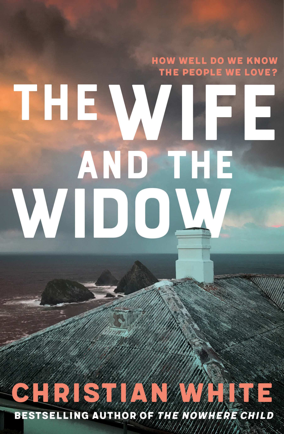 HOW WELL DO WE KNOW
THE PEOPLE WE LOVE?
THE WIFE
AND THE
WIDOW
CHRISTIAN WHITE
BESTSELLING AUTHOR OF THE NOWHERE CHILD